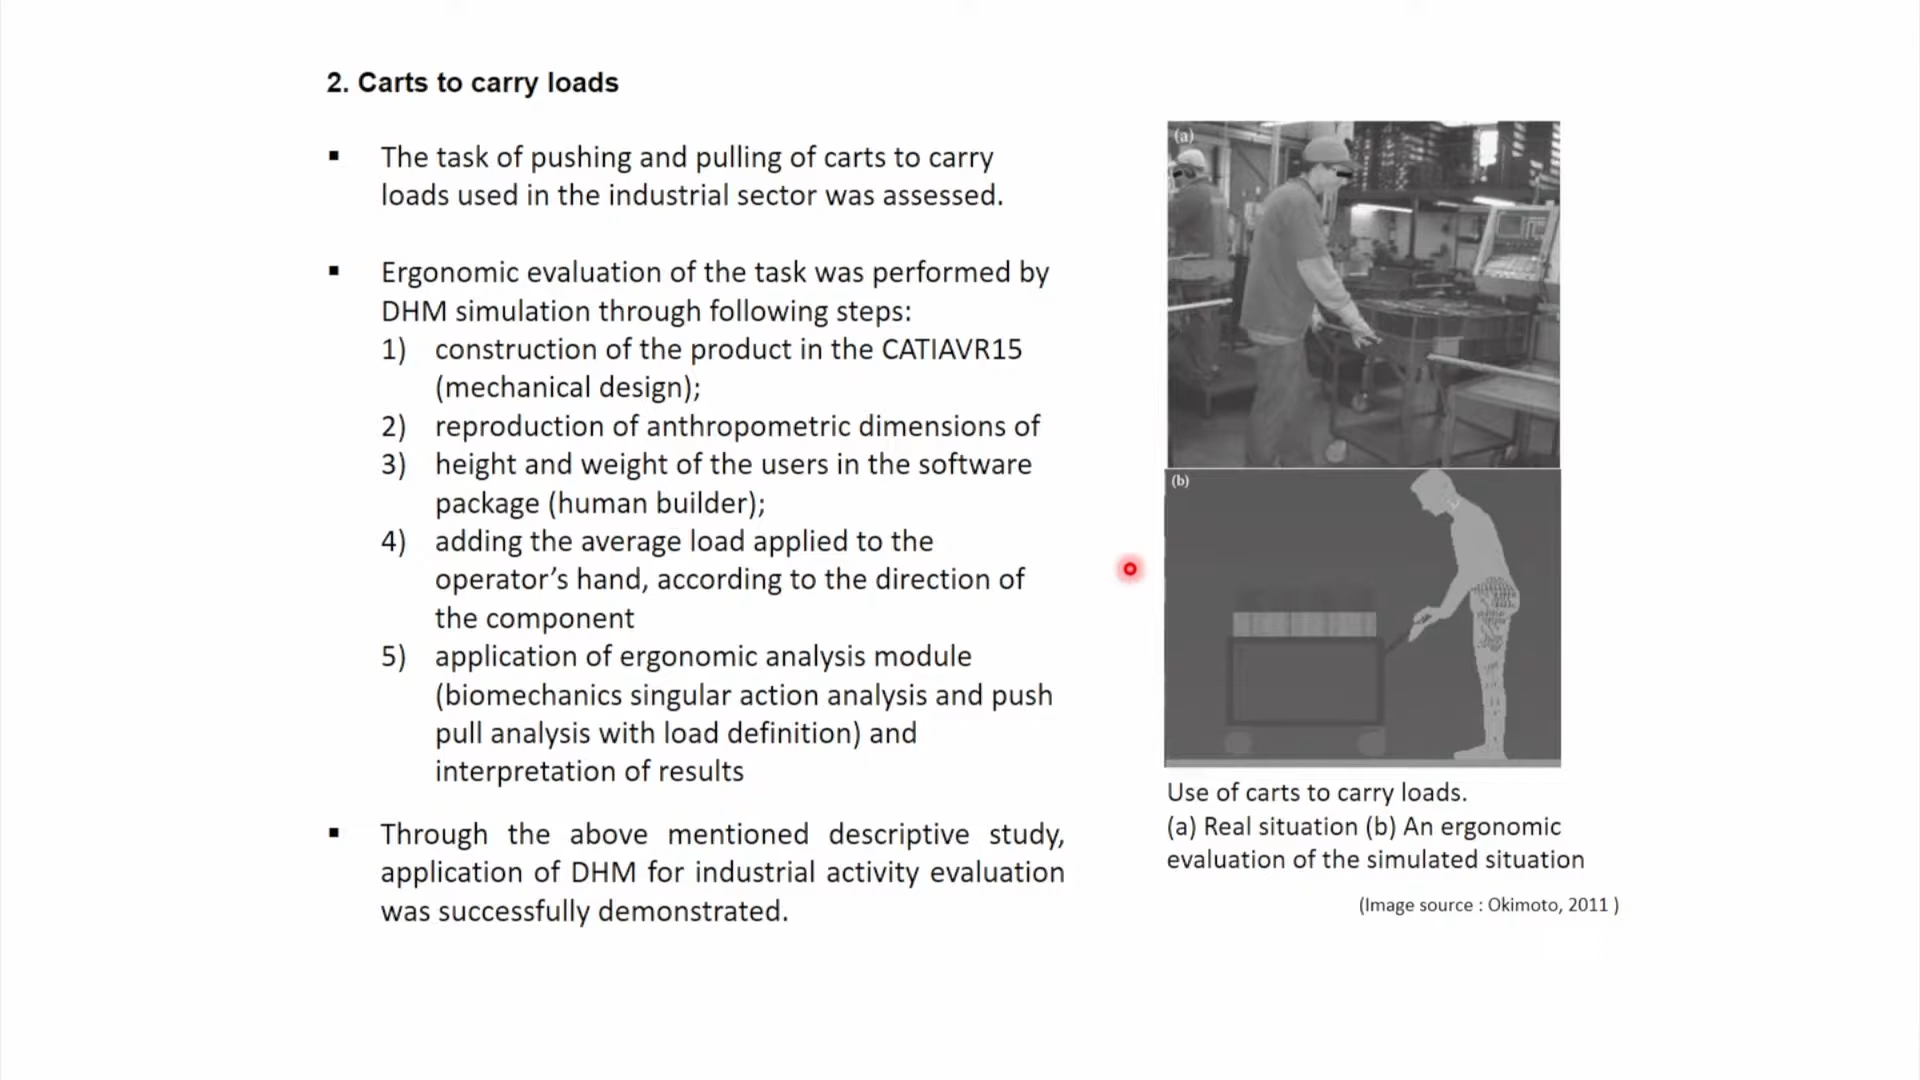 2. Carts to carry loads
▪ The task of pushing and pulling of carts to carry
loads used in the industrial sector was assessed.
▪ Ergonomic evaluation of the task was performed by
DHM simulation through following steps:
1) construction of the product in the CATIAVR15
(mechanical design);
2) reproduction of anthropometric dimensions of
3) height and weight of the users in the software
package (human builder);
4) adding the average load applied to the
operator’s hand, according to the direction of
the component
5) application of ergonomic analysis module
(biomechanics singular action analysis and push
pull analysis with load definition) and
interpretation of results
▪ Through the above mentioned descriptive study,
application of DHM for industrial activity evaluation
was successfully demonstrated.
(a)
(b)
Use of carts to carry loads.
(a) Real situation (b) An ergonomic
evaluation of the simulated situation
(Image source : Okimoto, 2011 )